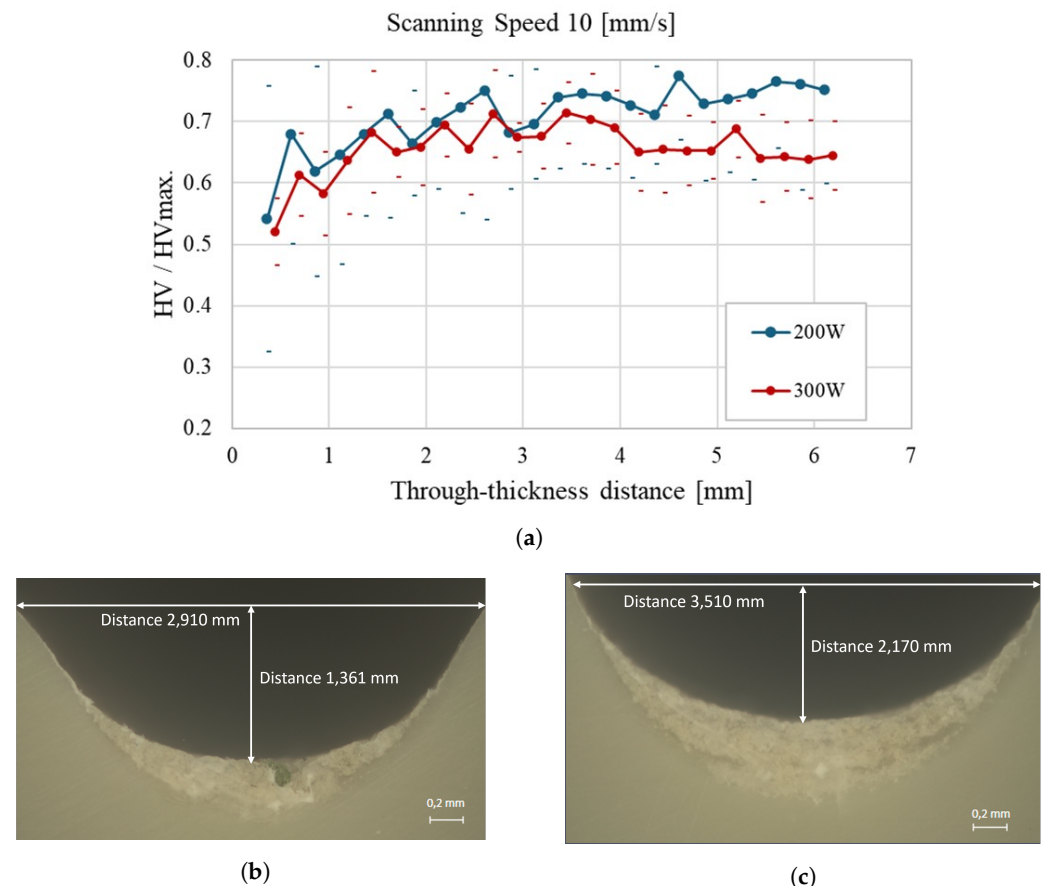 Scanning Speed 10 [mm/s]
0.8
0.7
0.6
0.5
0.4
0.3
0.2
HV / HVmax.
200W
300W
0 1 2 3 4 5 6 7
Through-thickness distance [mm]
(a)
Distance 2,910 mm
Distance 1,361 mm
0,2 mm
(b)
Distance 3,510 mm
Distance 2,170 mm
0,2 mm
(c)